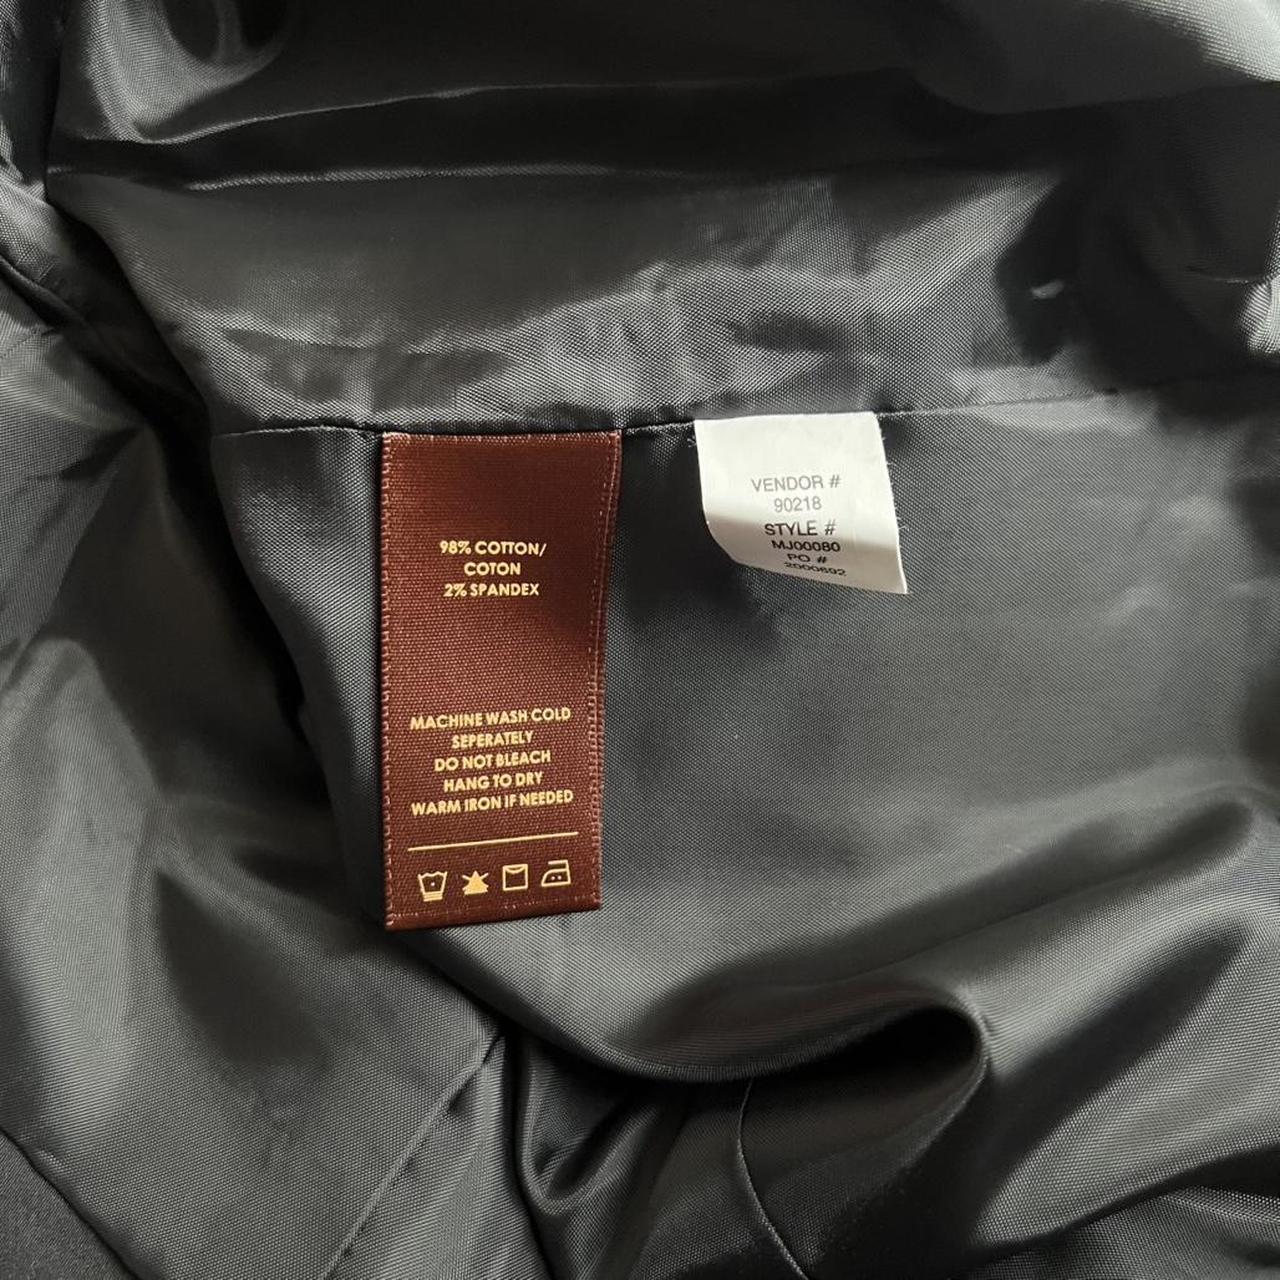 98% COTTON/
COTON
2% SPANDEX
MACHINE WASH COLD
SEPERATELY
DO NOT BLEACH
HANG TO DRY
WARM IRON IF NEEDED
VENDOR #
90218
STYLE #
MJ00080
PO #
2000692